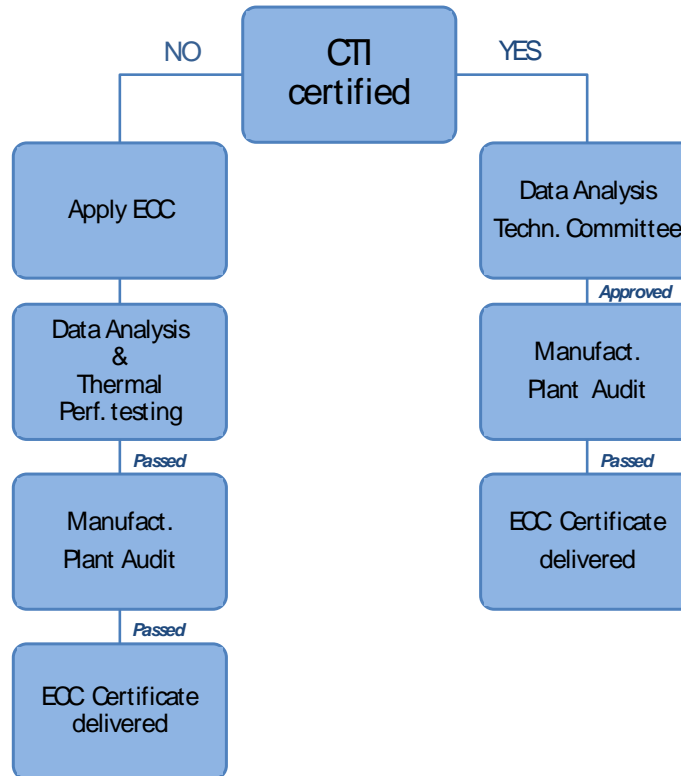 NO
CTI
certified
YES
Apply ECC
Data Analysis
&
Thermal
Perf. testing
Passed
Manufact.
Plant Audit
Passed
ECC Certificate
delivered
Data Analysis
Techn. Committee
Approved
Manufact.
Plant Audit
Passed
ECC Certificate
delivered